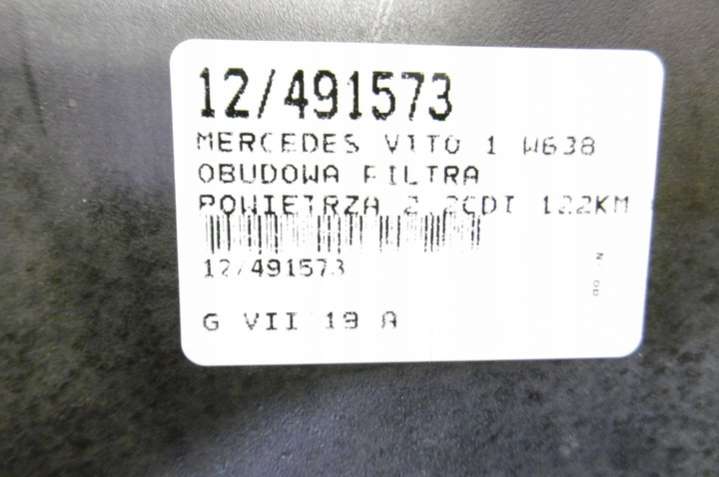 12/491573
MERCEDES VITO 1 W638
OBUDOWA FILTRA
POWIETRZA 2.2CDI 122KM
12/491573
G VII 19 A